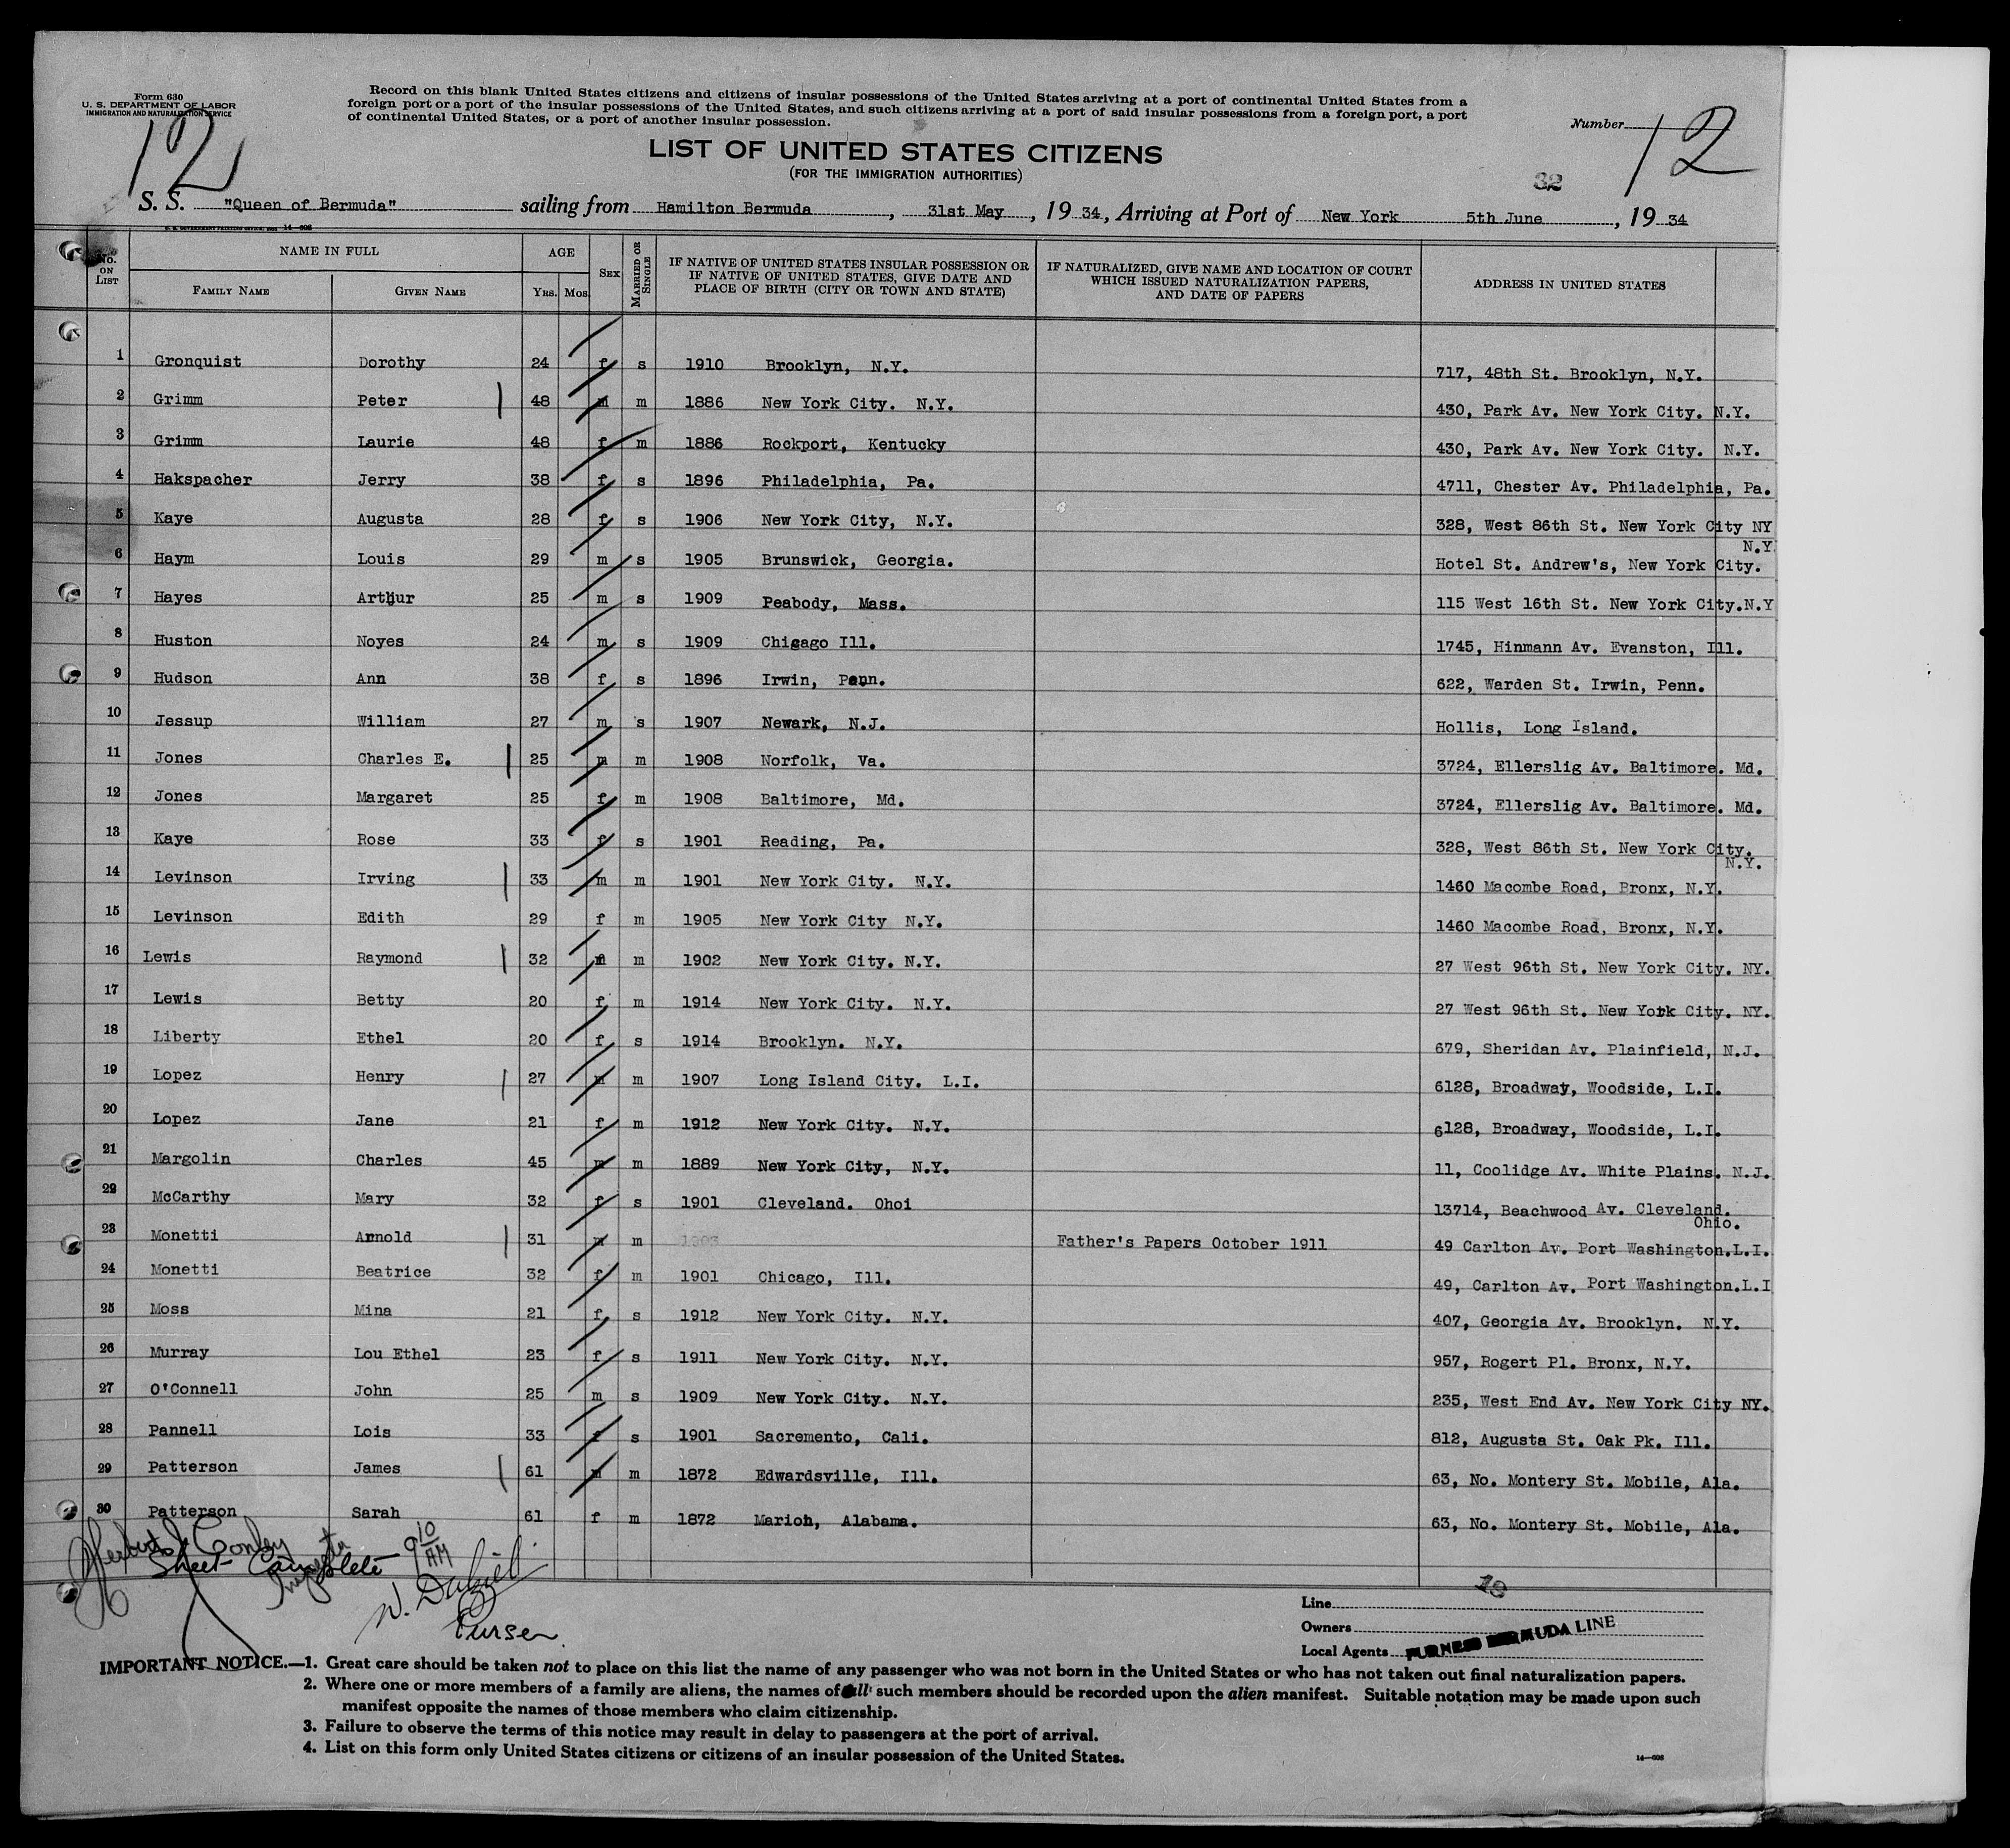 Form 630
U. S. DEPARTMENT OF LABOR
IMMIGRATION AND NATURALIZATION SERVICE
Record on this blank United States citizens and citizens of insular possessions of the United States arriving at a port of continental United States from a
foreign port or a port of the insular possessions of the United States, and such citizens arriving at a port of said insular possessions from a foreign port, a port
of continental United States, or a port of another insular possession.
12
Number 12
LIST OF UNITED STATES CITIZENS
(FOR THE IMMIGRATION AUTHORITIES)
32
S. S. "Queen of Bermuda" sailing from Hamilton Bermuda, 31st May, 1934, Arriving at Port of New York 5th June, 1934
No. ON LIST NAME IN FULL FAMILY NAME GIVEN NAME AGE YRS. MOS. SEX MARRIED OR SINGLE IF NATIVE OF UNITED STATES INSULAR POSSESSION OR IF NATIVE OF UNITED STATES, GIVE DATE AND PLACE OF BIRTH (CITY OR TOWN AND STATE) IF NATURALIZED, GIVE NAME AND LOCATION OF COURT WHICH ISSUED NATURALIZATION PAPERS, AND DATE OF PAPERS ADDRESS IN UNITED STATES
1 Gronquist Dorothy 24 f s 1910 Brooklyn, N.Y. 717, 48th St. Brooklyn, N.Y.
2 Grimm Peter 48 m m 1886 New York City. N.Y. 430, Park Av. New York City. N.Y.
3 Grimm Laurie 48 f m 1886 Rockport, Kentucky 430, Park Av. New York City. N.Y.
4 Hakspacher Jerry 38 f s 1896 Philadelphia, Pa. 4711, Chester Av. Philadelphia, Pa.
5 Kaye Augusta 28 f s 1906 New York City, N.Y. 328, West 86th St. New York City NY
6 Haym Louis 29 m s 1905 Brunswick, Georgia. Hotel St. Andrew's, New York City. N.Y.
7 Hayes Arthur 25 m s 1909 Peabody, Mass. 115 West 16th St. New York City.N.Y
8 Huston Noyes 24 m s 1909 Chicago Ill. 1745, Hinmann Av. Evanston, Ill.
9 Hudson Ann 38 f s 1896 Irwin, Penn. 622, Warden St. Irwin, Penn.
10 Jessup William 27 m s 1907 Newark, N.J. Hollis, Long Island.
11 Jones Charles E. 25 m m 1908 Norfolk, Va. 3724, Ellerslig Av. Baltimore. Md.
12 Jones Margaret 25 f m 1908 Baltimore, Md. 3724, Ellerslig Av. Baltimore. Md.
13 Kaye Rose 33 f s 1901 Reading, Pa. 328, West 86th St. New York City. N.Y.
14 Levinson Irving 33 m m 1901 New York City. N.Y. 1460 Macombe Road, Bronx, N.Y.
15 Levinson Edith 29 f m 1905 New York City N.Y. 1460 Macombe Road, Bronx, N.Y.
16 Lewis Raymond 32 m m 1902 New York City. N.Y. 27 West 96th St. New York City. NY.
17 Lewis Betty 20 f m 1914 New York City. N.Y. 27 West 96th St. New York City. NY.
18 Liberty Ethel 20 f s 1914 Brooklyn. N.Y. 679, Sheridan Av. Plainfield, N.J.
19 Lopez Henry 27 m m 1907 Long Island City. L.I. 6128, Broadway, Woodside, L.I.
20 Lopez Jane 21 f m 1912 New York City. N.Y. 6128, Broadway, Woodside, L.I.
21 Margolin Charles 45 m m 1889 New York City, N.Y. 11, Coolidge Av. White Plains. N.J.
22 McCarthy Mary 32 f s 1901 Cleveland. Ohoi 13714, Beachwood Av. Cleveland. Ohio.
23 Monetti Arnold 31 m m 1903 Father's Papers October 1911 49 Carlton Av. Port Washington.L.I.
24 Monetti Beatrice 32 f m 1901 Chicago, Ill. 49, Carlton Av. Port Washington.L.I
25 Moss Mina 21 f s 1912 New York City. N.Y. 407, Georgia Av. Brooklyn. N.Y.
26 Murray Lou Ethel 23 f s 1911 New York City. N.Y. 957, Rogert Pl. Bronx, N.Y.
27 O'Connell John 25 m s 1909 New York City. N.Y. 235, West End Av. New York City NY.
28 Pannell Lois 33 f s 1901 Sacremento, Cali. 812, Augusta St. Oak Pk. Ill.
29 Patterson James 61 m m 1872 Edwardsville, Ill. 63, No. Montery St. Mobile, Ala.
30 Patterson Sarah 61 f m 1872 Marion, Alabama. 63, No. Montery St. Mobile, Ala.
Conley
Sheet Complete 9 10 AM
Purser
Line
Owners
Local Agents FURNESS BERMUDA LINE
IMPORTANT NOTICE.—1. Great care should be taken not to place on this list the name of any passenger who was not born in the United States or who has not taken out final naturalization papers.
2. Where one or more members of a family are aliens, the names of all such members should be recorded upon the alien manifest. Suitable notation may be made upon such
manifest opposite the names of those members who claim citizenship.
3. Failure to observe the terms of this notice may result in delay to passengers at the port of arrival.
4. List on this form only United States citizens or citizens of an insular possession of the United States.
14—608